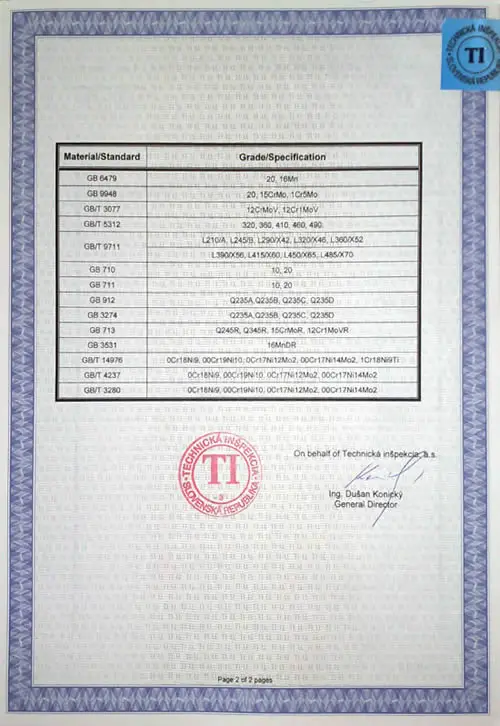 TECHNICKÁ INŠPEKCIA
TI
SLOVENSKÁ REPUBLIKA
Material/Standard Grade/Specification
GB 6479 20, 16Mn
GB 9948 20, 15CrMo, 1Cr5Mo
GB/T 3077 12CrMoV, 12Cr1MoV
GB/T 5312 320, 360, 410, 460, 490
GB/T 9711 L210/A, L245/B, L290/X42, L320/X46, L360/X52
L390/X56, L415/X60, L450/X65, L485/X70
GB 710 10, 20
GB 711 10, 20
GB 912 Q235A, Q235B, Q235C, Q235D
GB 3274 Q235A, Q235B, Q235C, Q235D
GB 713 Q245R, Q345R, 15CrMoR, 12Cr1MoVR
GB 3531 16MnDR
GB/T 14976 0Cr18Ni9, 00Cr19Ni10, 0Cr17Ni12Mo2, 00Cr17Ni14Mo2, 1Cr18Ni9Ti
GB/T 4237 0Cr18Ni9, 00Cr19Ni10, 0Cr17Ni12Mo2, 00Cr17Ni14Mo2
GB/T 3280 0Cr18Ni9, 00Cr19Ni10, 0Cr17Ni12Mo2, 00Cr17Ni14Mo2
TECHNICKÁ INŠPEKCIA
TI
SLOVENSKÁ REPUBLIKA
On behalf of Technická inšpekcia, a.s.
Ing. Dušan Konický
General Director
Page 2 of 2 pages